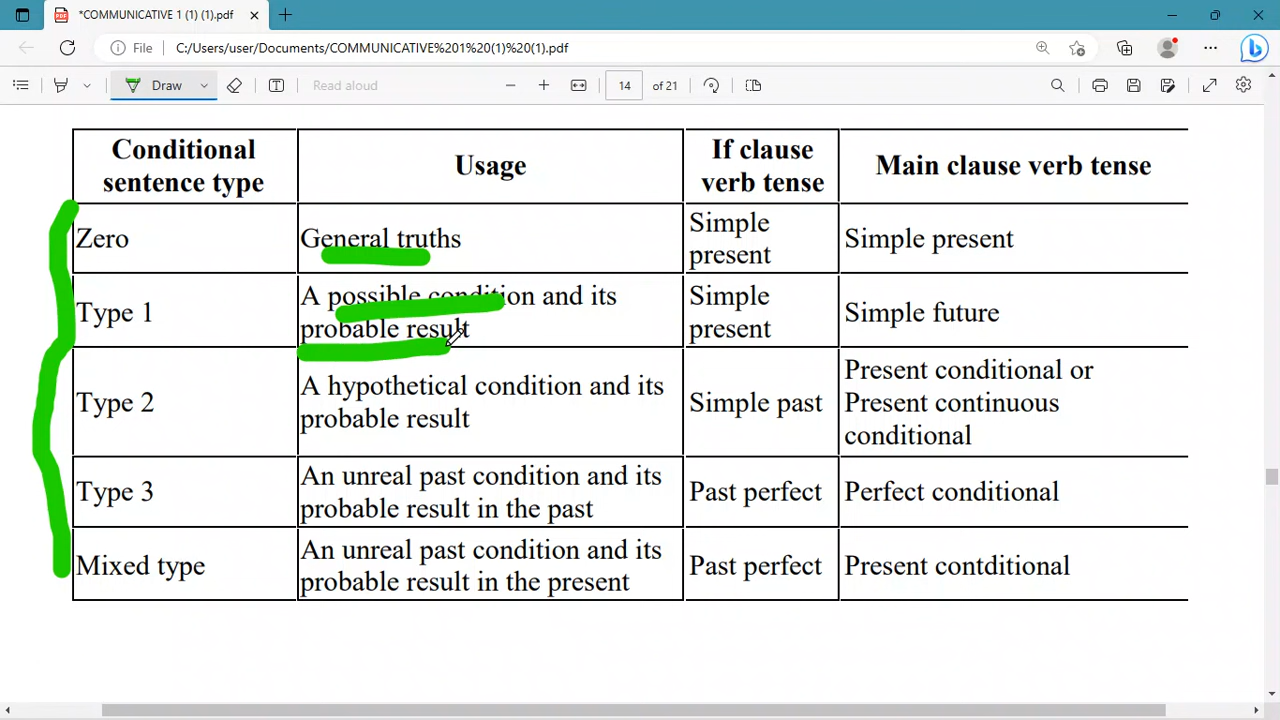 *COMMUNICATIVE 1 (1) (1).pdf
File C:/Users/user/Documents/COMMUNICATIVE%201%20(1)%20(1).pdf
Draw Read aloud 14 of 21
Conditional
sentence type
Usage
If clause
verb tense
Main clause verb tense
Zero
General truths
Simple
present
Simple present
Type 1
A possible condition and its
probable result
Simple
present
Simple future
Type 2
A hypothetical condition and its
probable result
Simple past
Present conditional or
Present continuous
conditional
Type 3
An unreal past condition and its
probable result in the past
Past perfect
Perfect conditional
Mixed type
An unreal past condition and its
probable result in the present
Past perfect
Present contditional